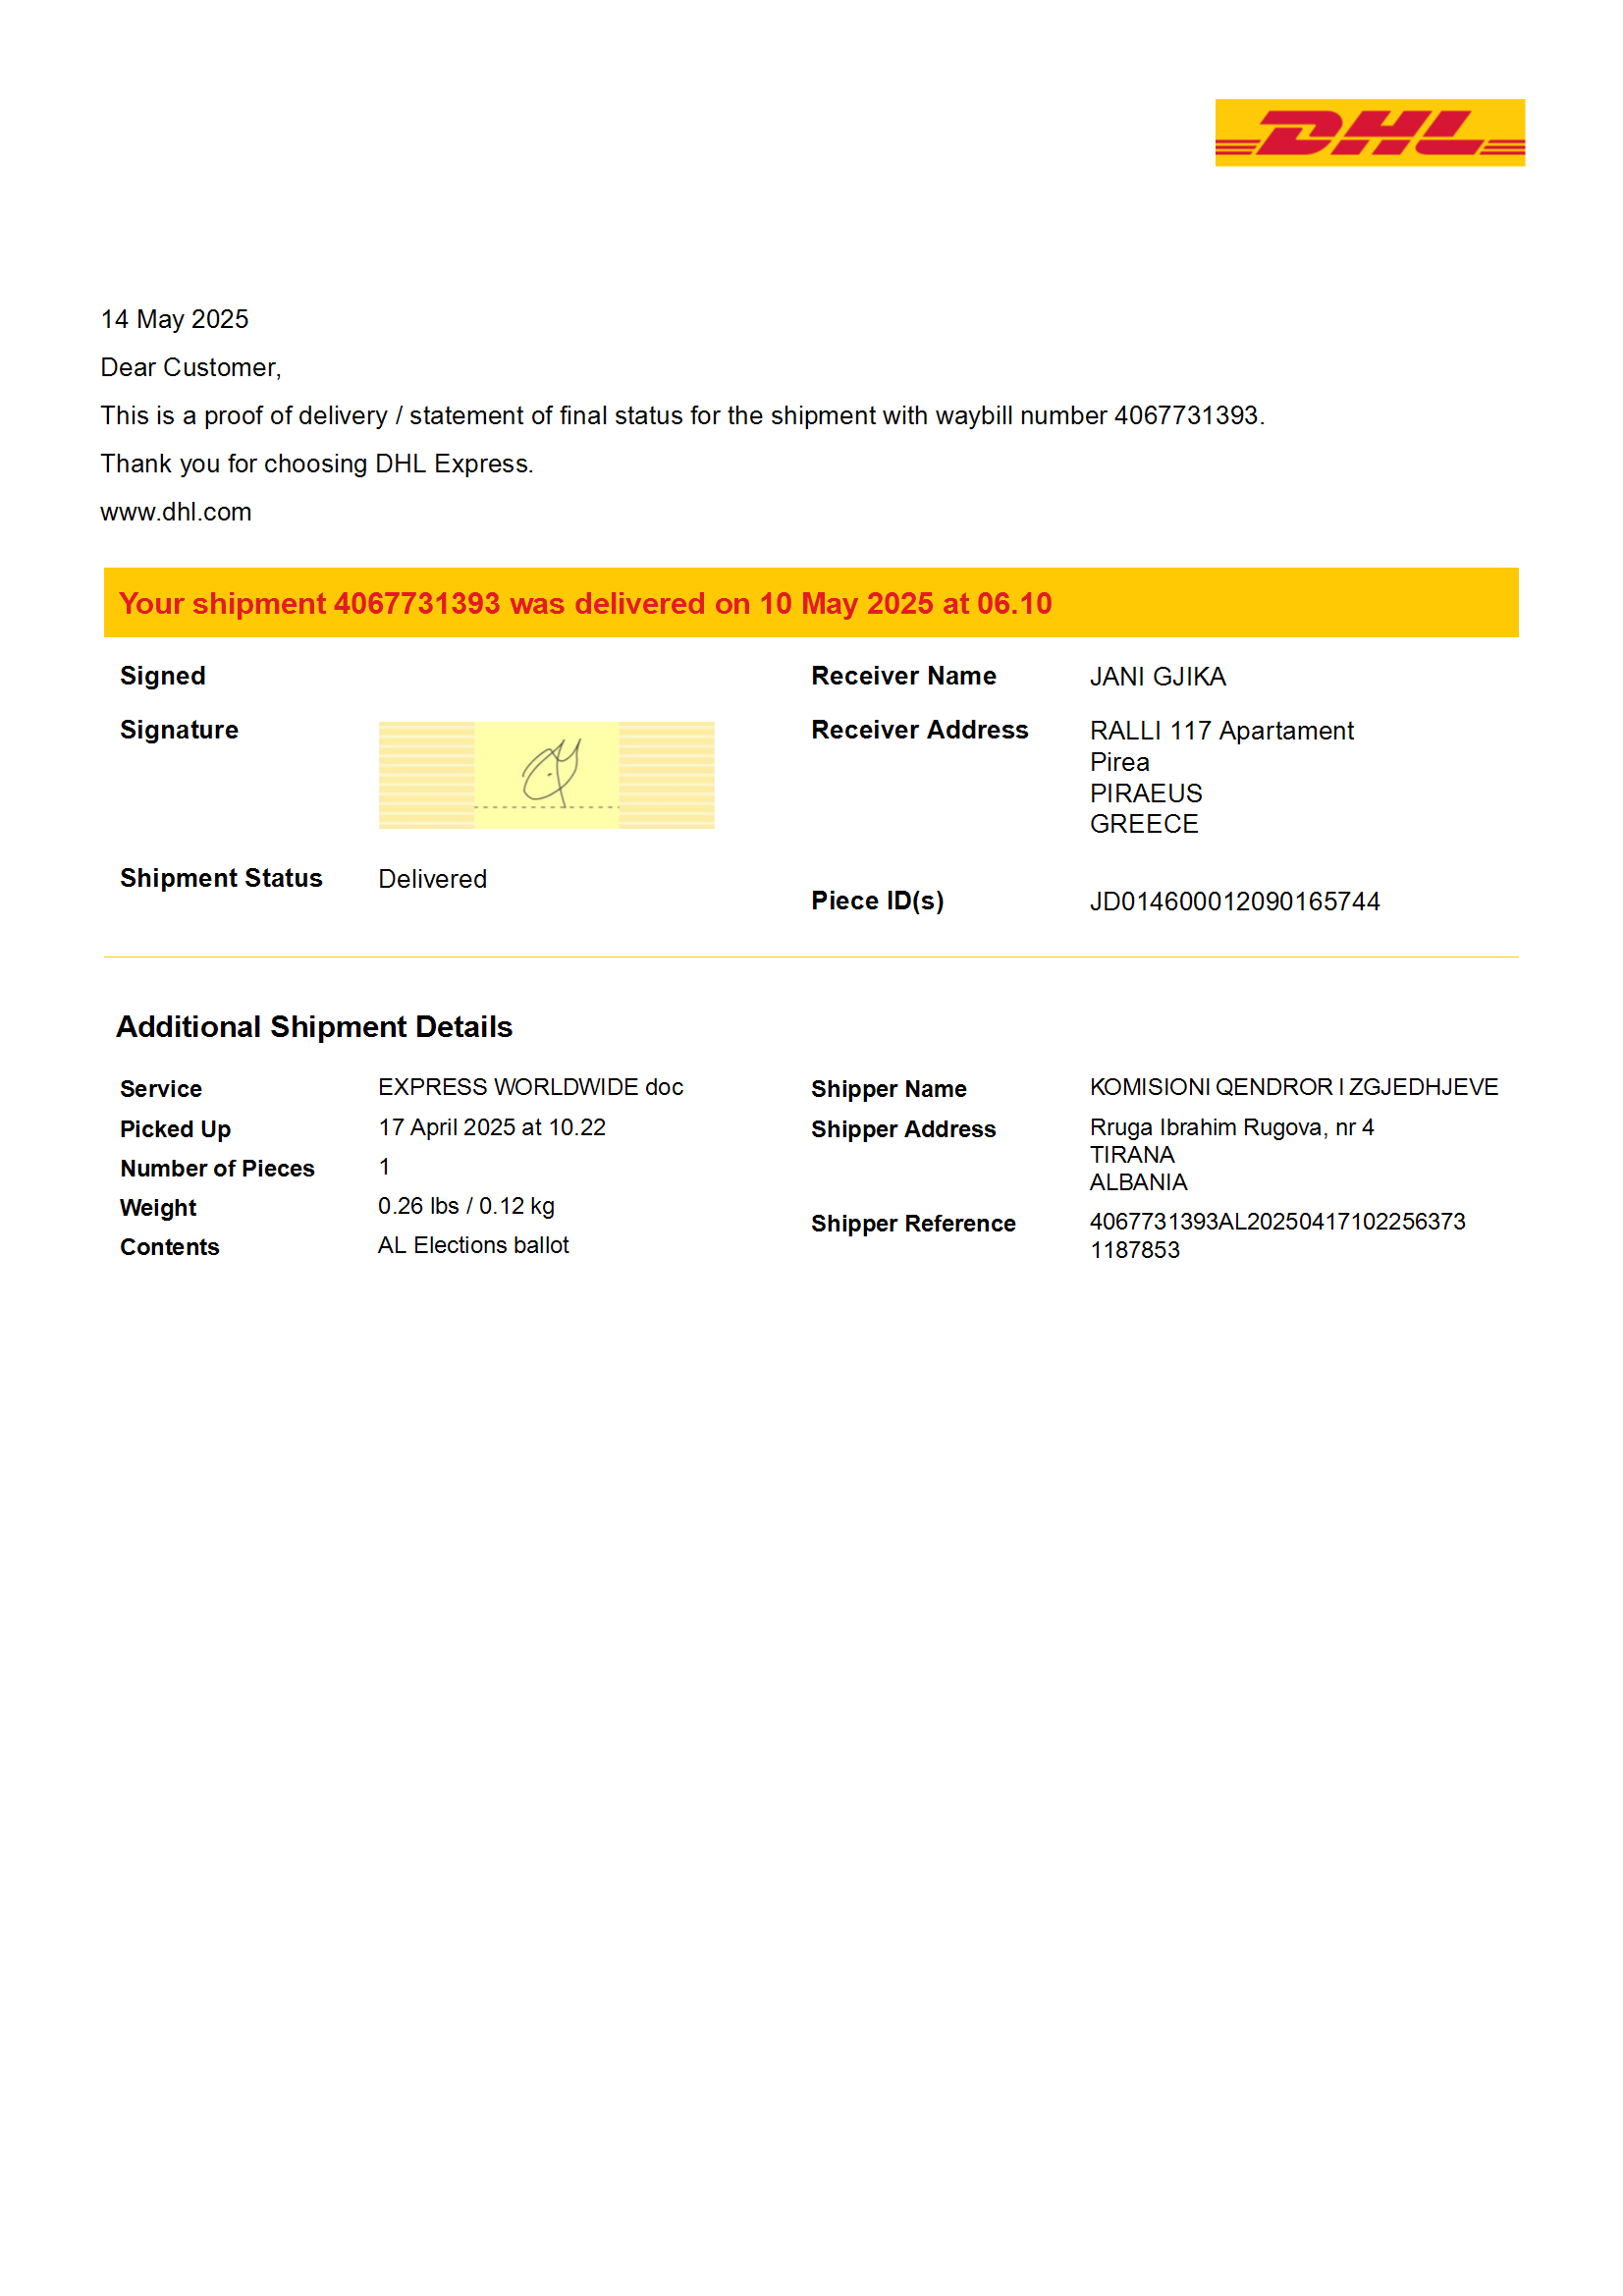 DHL
14 May 2025
Dear Customer,
This is a proof of delivery / statement of final status for the shipment with waybill number 4067731393.
Thank you for choosing DHL Express.
www.dhl.com
Your shipment 4067731393 was delivered on 10 May 2025 at 06.10
Signed
Receiver Name JANI GJIKA
Signature
Receiver Address RALLI 117 Apartament
Pirea
PIRAEUS
GREECE
Shipment Status Delivered
Piece ID(s) JD014600012090165744
Additional Shipment Details
Service EXPRESS WORLDWIDE doc
Shipper Name KOMISIONI QENDROR I ZGJEDHJEVE
Picked Up 17 April 2025 at 10.22
Shipper Address Rruga Ibrahim Rugova, nr 4
TIRANA
ALBANIA
Number of Pieces 1
Weight 0.26 lbs / 0.12 kg
Shipper Reference 4067731393AL20250417102256373
1187853
Contents AL Elections ballot